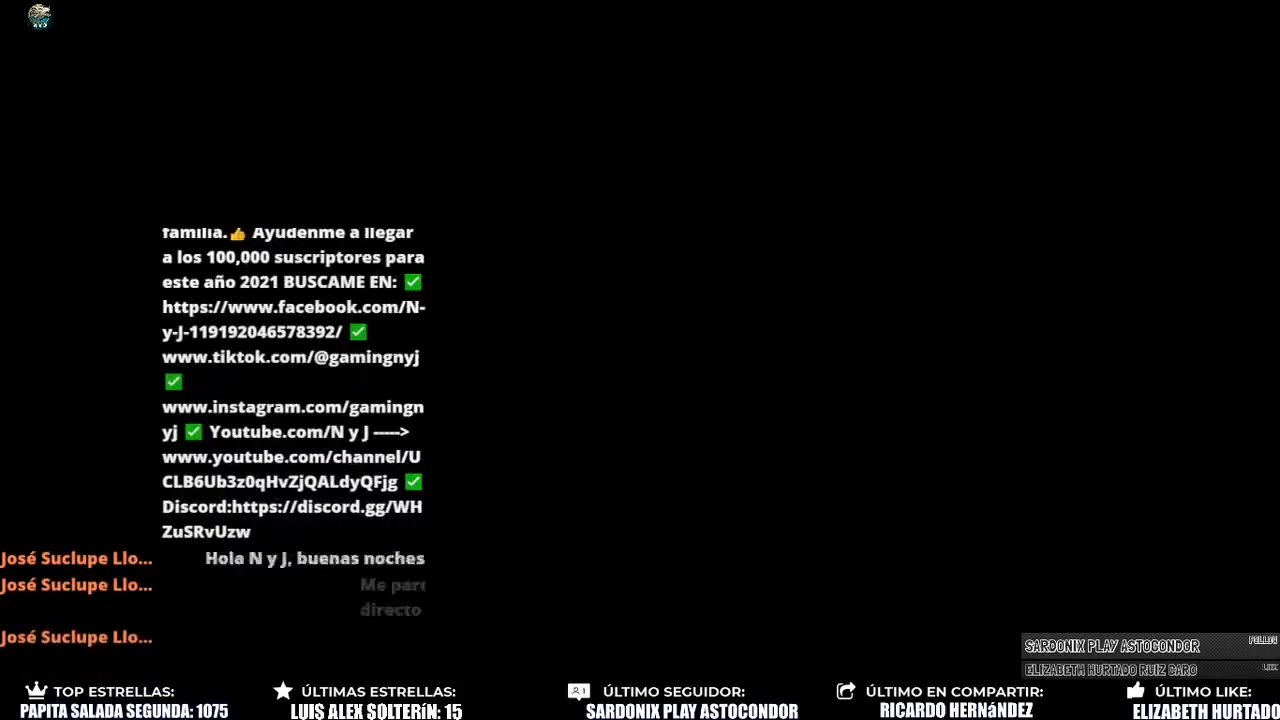 familia.👍 Ayudenme a llegar
a los 100,000 suscriptores para
este año 2021 BUSCAME EN: ✅
https://www.facebook.com/N-
y-J-119192046578392/ ✅
www.tiktok.com/@gamingnyj
✅
www.instagram.com/gamingn
yj ✅ Youtube.com/N y J ----->
www.youtube.com/channel/U
CLB6Ub3z0qHvZjQALdyQFjg ✅
Discord:https://discord.gg/WH
ZuSRvUzw
José Suclupe Llo... Hola N y J, buenas noches
José Suclupe Llo... Me pare
directo
José Suclupe Llo...
SARDONIX PLAY ASTOCONDOR FOLLOW
ELIZABETH HURTADO RUIZ CARO LIKE
TOP ESTRELLAS: ÚLTIMAS ESTRELLAS: ÚLTIMO SEGUIDOR: ÚLTIMO EN COMPARTIR: ÚLTIMO LIKE:
PAPITA SALADA SEGUNDA: 1075 LUIS ALEX SOLTERíN: 15 SARDONIX PLAY ASTOCONDOR RICARDO HERNáNDEZ ELIZABETH HURTADO